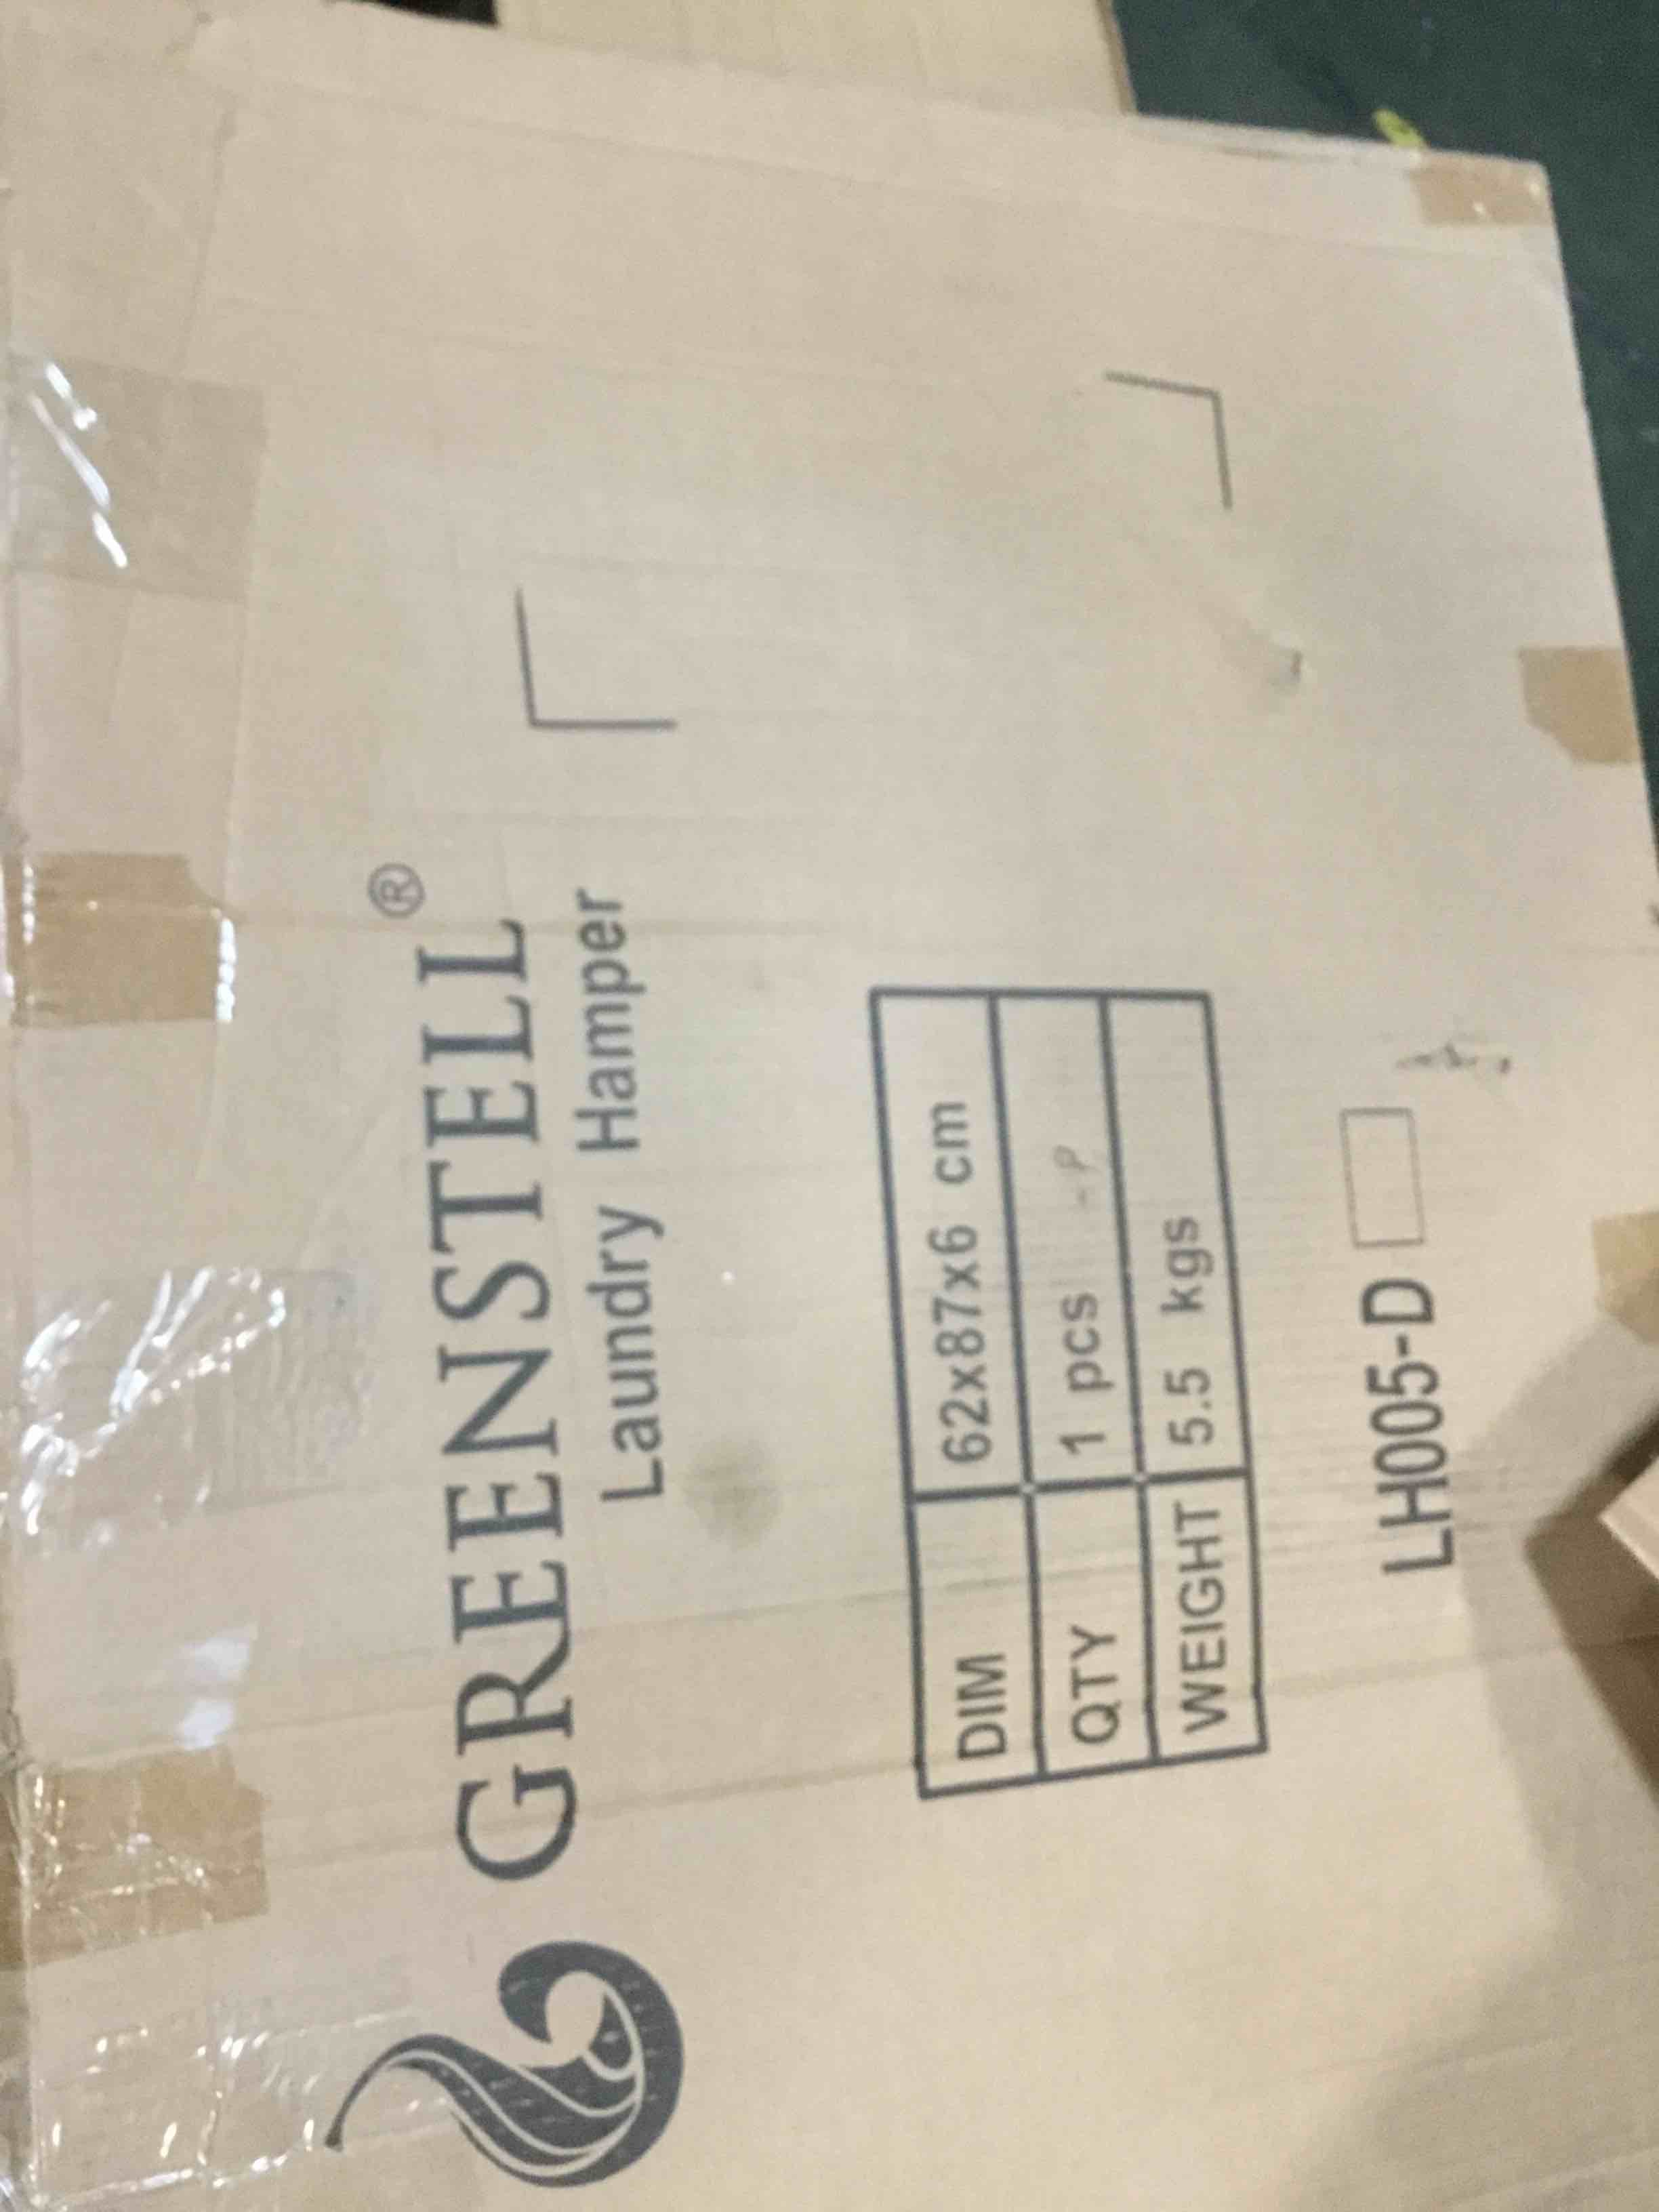 GREENSTELL®
Laundry Hamper
DIM 62x87x6 cm
QTY 1 pcs
WEIGHT 5.5 kgs
LH005-D